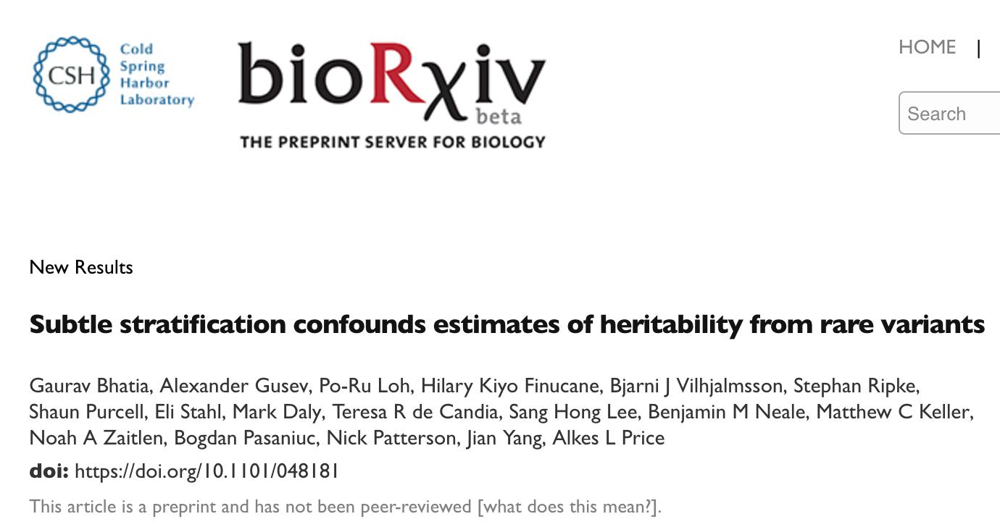 CSH
Cold
Spring
Harbor
Laboratory
bioRχiv
beta
THE PREPRINT SERVER FOR BIOLOGY
HOME |
Search
New Results
Subtle stratification confounds estimates of heritability from rare variants
Gaurav Bhatia, Alexander Gusev, Po-Ru Loh, Hilary Kiyo Finucane, Bjarni J Vilhjalmsson, Stephan Ripke,
Shaun Purcell, Eli Stahl, Mark Daly, Teresa R de Candia, Sang Hong Lee, Benjamin M Neale, Matthew C Keller,
Noah A Zaitlen, Bogdan Pasaniuc, Nick Patterson, Jian Yang, Alkes L Price
doi: https://doi.org/10.1101/048181
This article is a preprint and has not been peer-reviewed [what does this mean?].